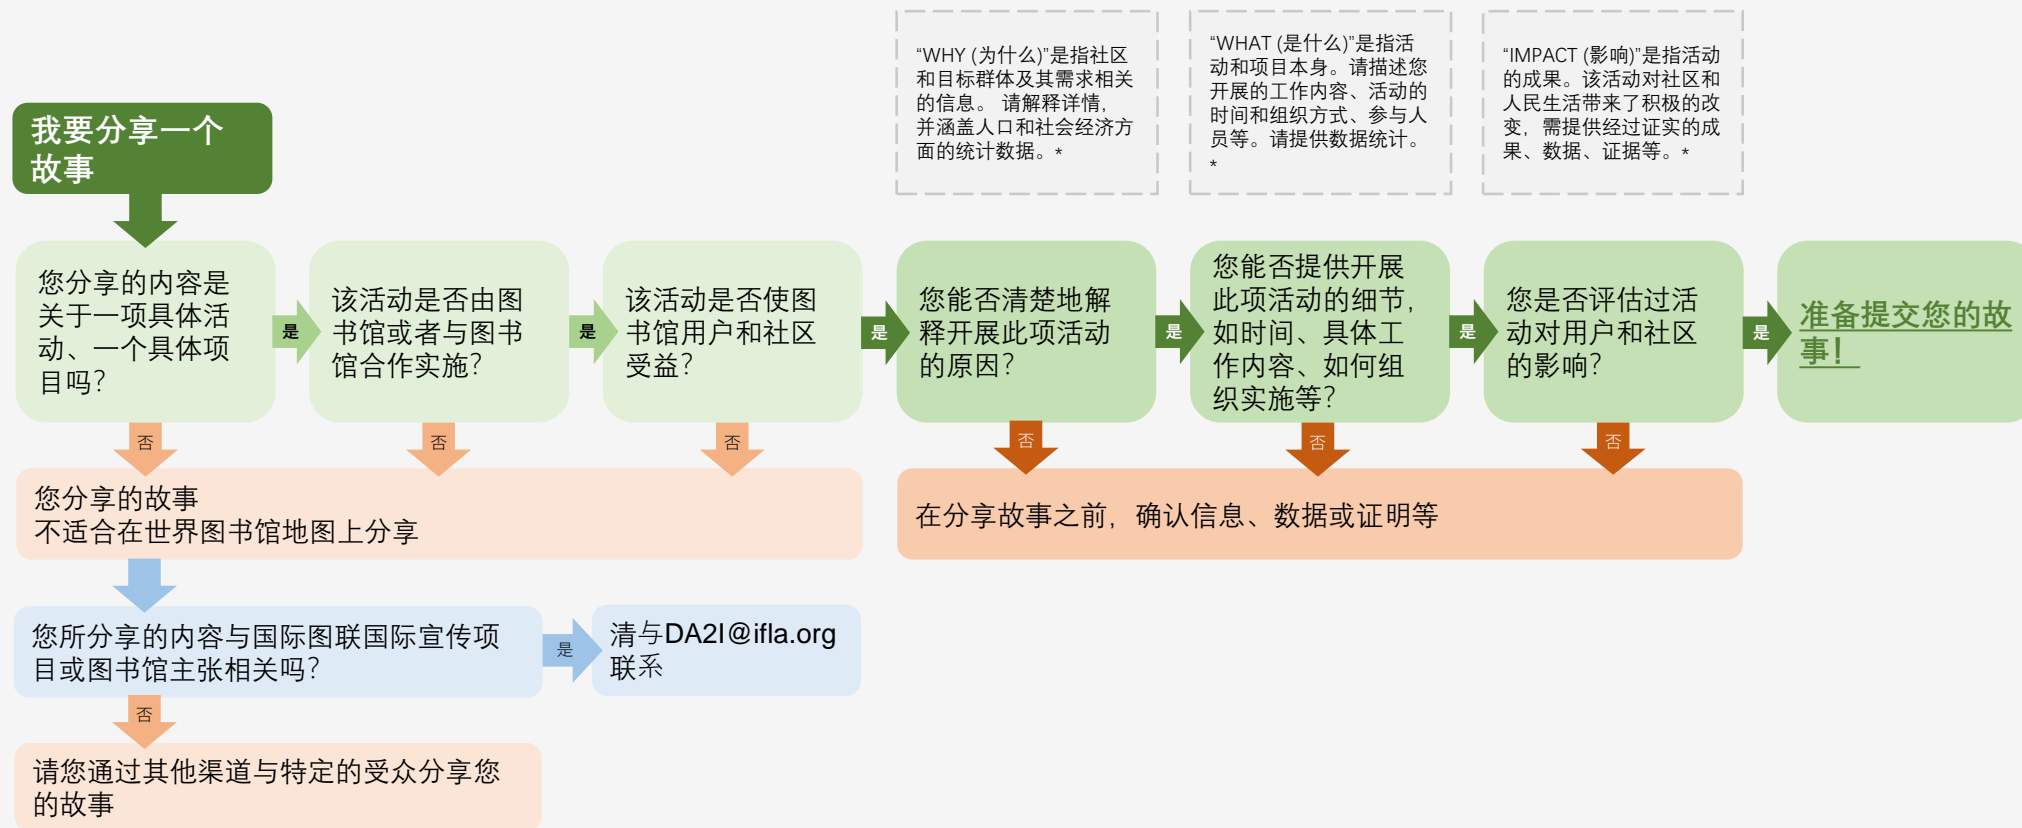 “WHY (为什么)”是指社区
和目标群体及其需求相关
的信息。 请解释详情,
并涵盖人口和社会经济方
面的统计数据。*
“WHAT (是什么)”是指活
动和项目本身。请描述您
开展的工作内容、活动的
时间和组织方式、参与人
员等。请提供数据统计。
*
“IMPACT (影响)”是指活动
的成果。该活动对社区和
人民生活带来了积极的改
变，需提供经过证实的成
果、数据、证据等。*
我要分享一个
故事
您分享的内容是
关于一项具体活
动、一个具体项
目吗？
是
该活动是否由图
书馆或者与图书
馆合作实施？
是
该活动是否使图
书馆用户和社区
受益？
是
您能否清楚地解
释开展此项活动
的原因？
是
您能否提供开展
此项活动的细节,
如时间、具体工
作内容、如何组
织实施等？
是
您是否评估过活
动对用户和社区
的影响？
是
准备提交您的故
事！
否
否
否
否
否
否
您分享的故事
不适合在世界图书馆地图上分享
在分享故事之前，确认信息、数据或证明等
您所分享的内容与国际图联国际宣传项
目或图书馆主张相关吗？
是
清与DA2I@ifla.org
联系
否
请您通过其他渠道与特定的受众分享您
的故事